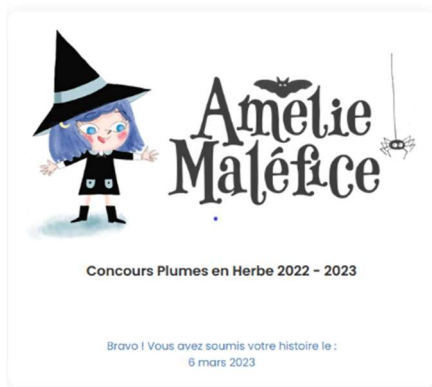 Amélie
Maléfice
Concours Plumes en Herbe 2022 - 2023
Bravo ! Vous avez soumis votre histoire le :
6 mars 2023